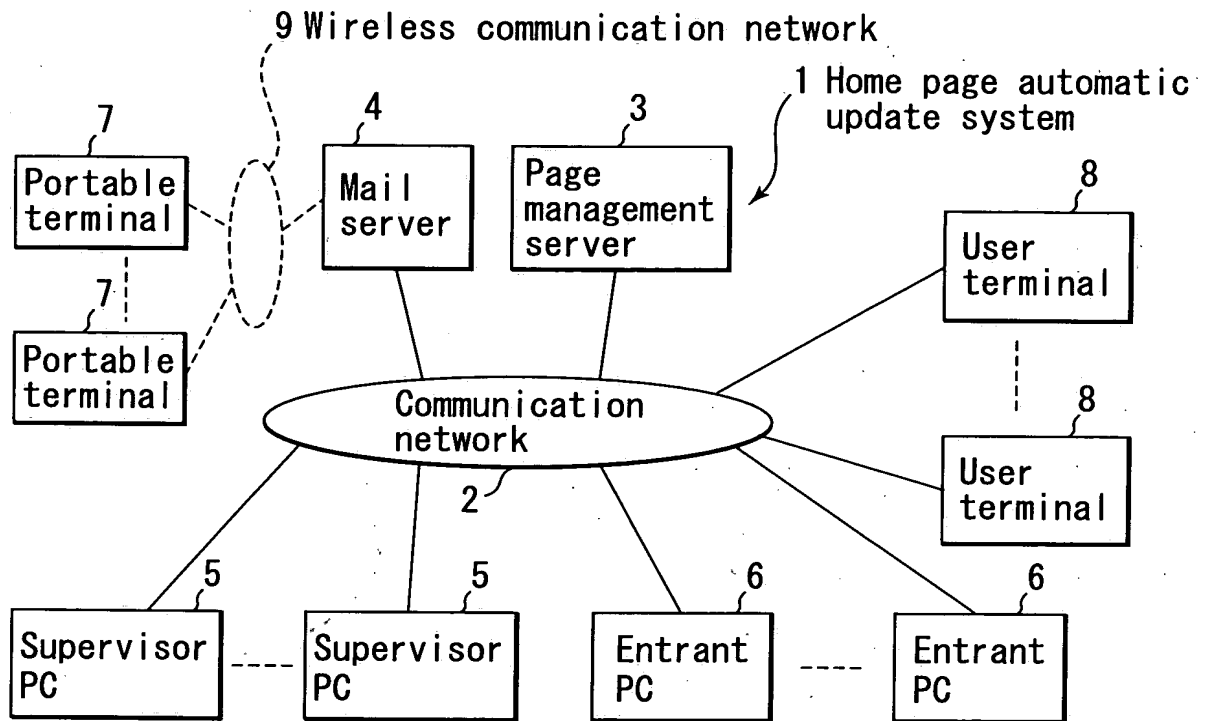 9 Wireless communication network
1 Home page automatic
update system
7
4
3
8
Portable
terminal
Mail
server
Page
management
server
User
terminal
7
Portable
terminal
8
Communication
network
User
terminal
2
5
5
6
6
Supervisor
PC
Supervisor
PC
Entrant
PC
Entrant
PC